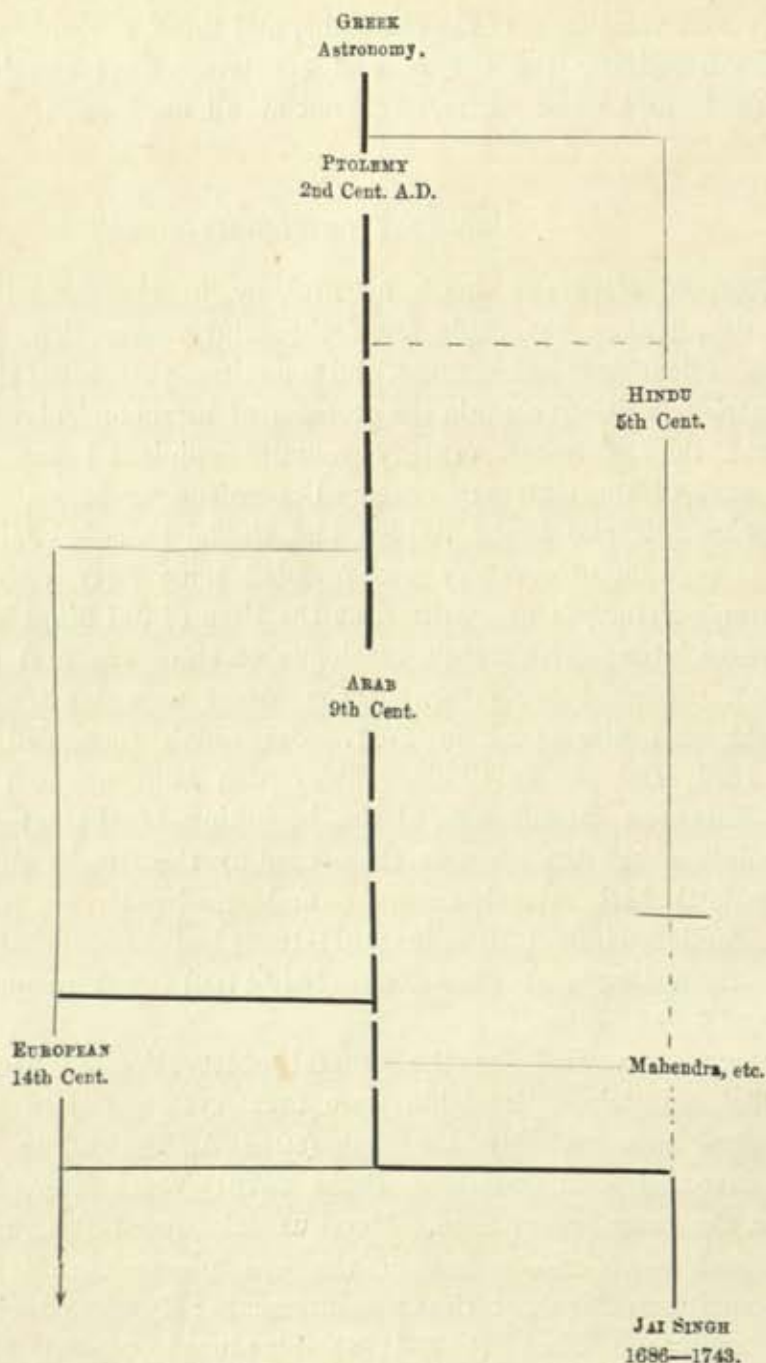 GREEK
Astronomy.
PTOLEMY
2nd Cent. A.D.
HINDU
5th Cent.
ARAB
9th Cent.
EUROPEAN
14th Cent.
Mahendra, etc.
JAI SINGH
1686—1743.